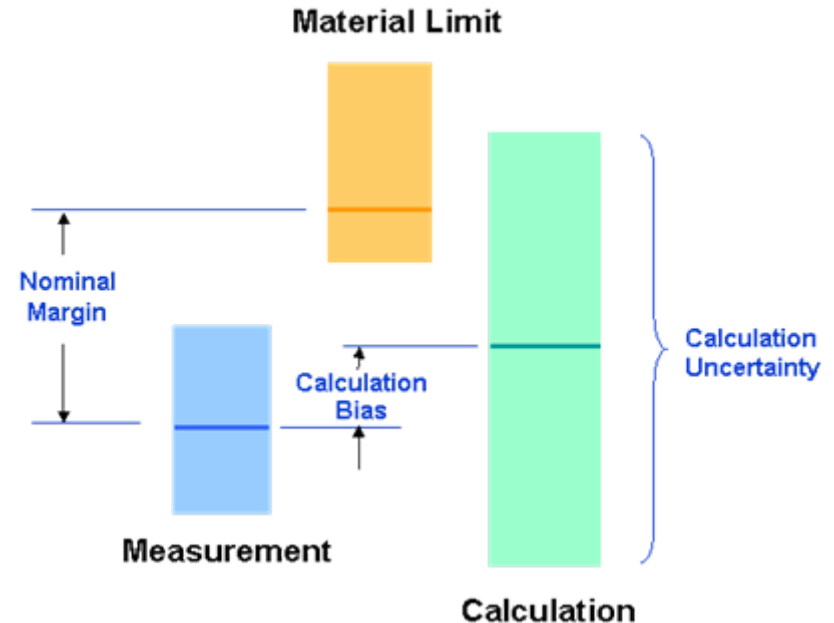 Material Limit
Nominal
Margin
Calculation
Bias
Calculation
Uncertainty
Measurement
Calculation